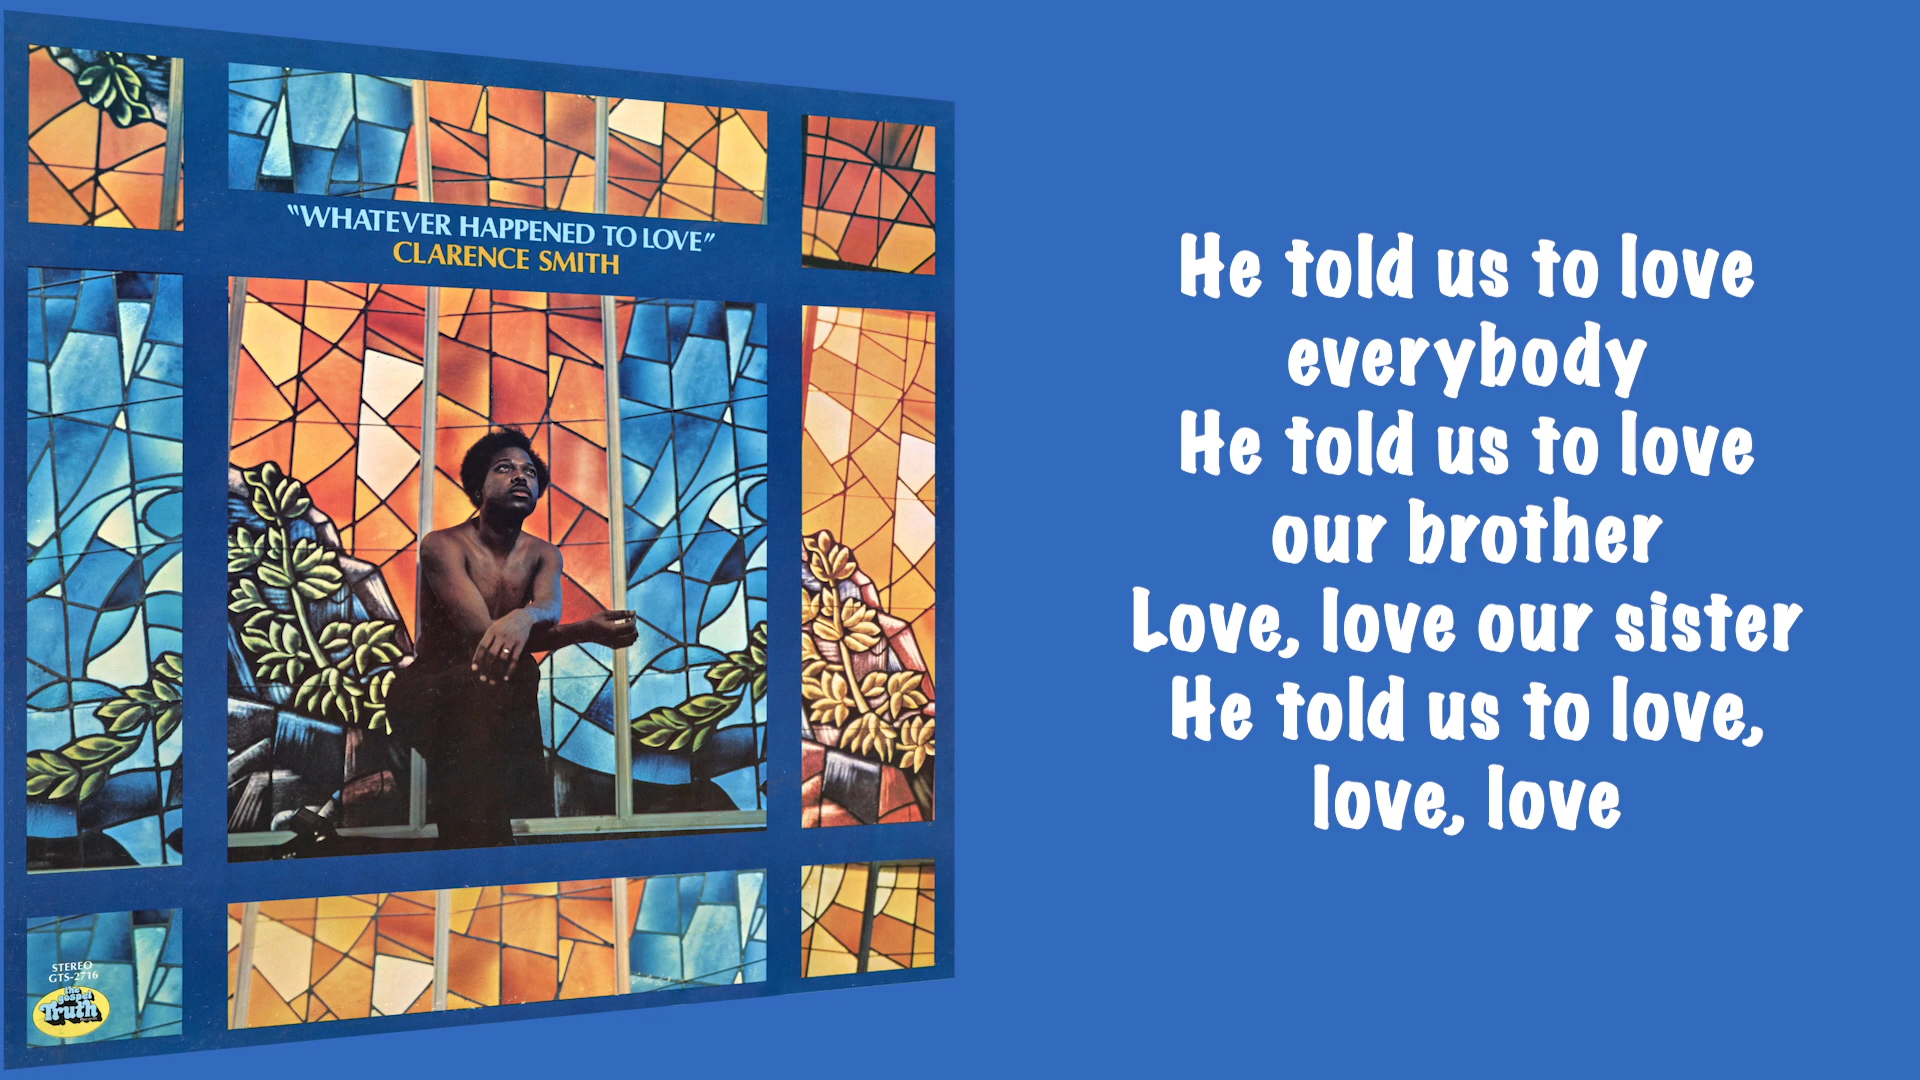 "WHATEVER HAPPENED TO LOVE"
CLARENCE SMITH
STEREO
GTS-2716
the
gospel
Truth
He told us to love
everybody
He told us to love
our brother
Love, love our sister
He told us to love,
love, love